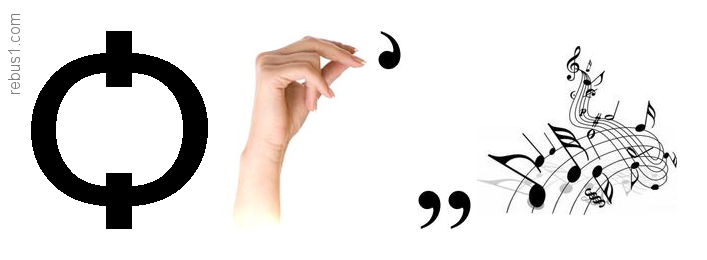 rebus1.com
’
,,